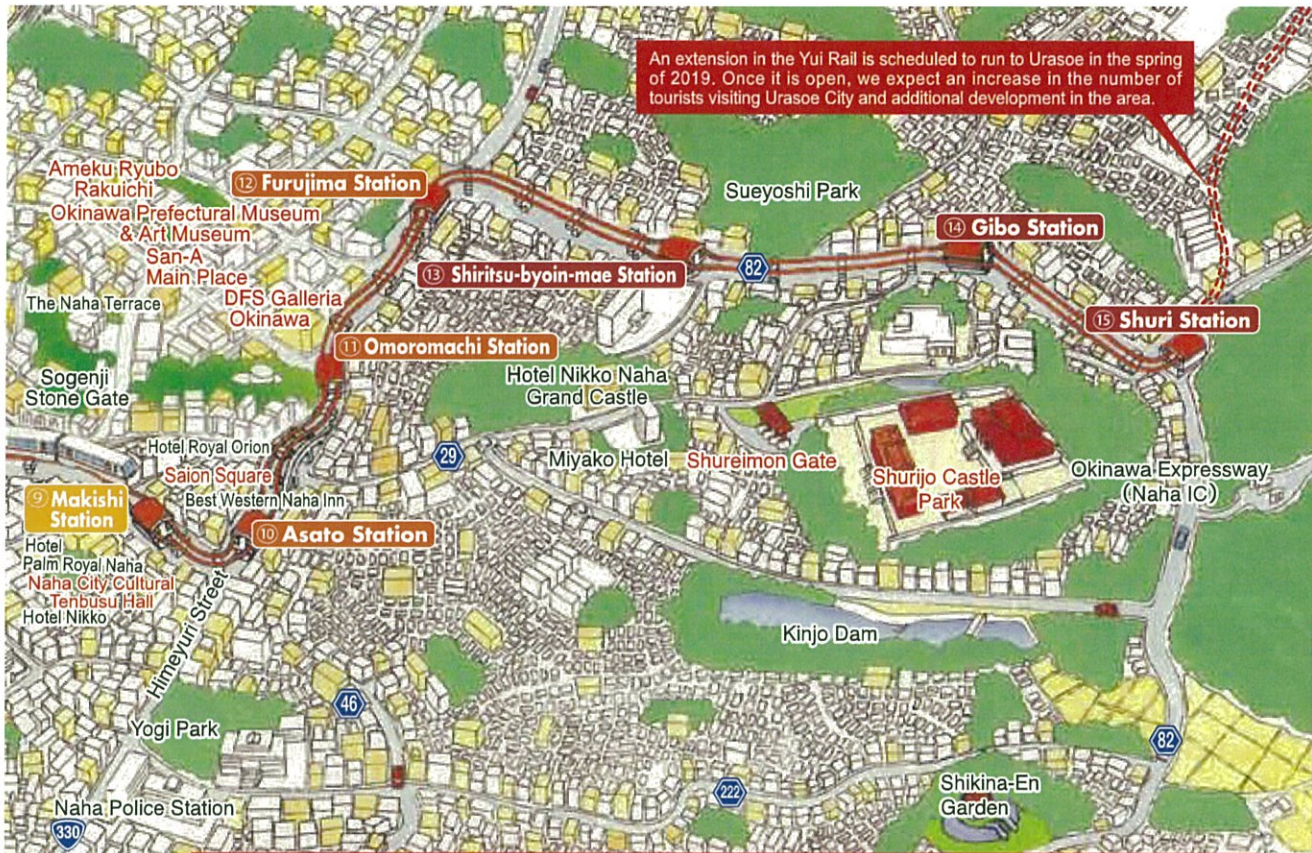 An extension in the Yui Rail is scheduled to run to Urasoe in the spring
of 2019. Once it is open, we expect an increase in the number of
tourists visiting Urasoe City and additional development in the area.
Ameku Ryubo
Rakuichi
⑫ Furujima Station
Okinawa Prefectural Museum
& Art Museum
San-A
Main Place
The Naha Terrace
DFS Galleria
Okinawa
Sueyoshi Park
⑭ Gibo Station
⑬ Shiritsu-byoin-mae Station
82
⑮ Shuri Station
⑪ Omoromachi Station
Sogenji
Stone Gate
Hotel Nikko Naha
Grand Castle
Hotel Royal Orion
Saion Square
Best Western Naha Inn
29
Miyako Hotel
Shureimon Gate
Shurijo Castle
Park
Okinawa Expressway
(Naha IC)
⑨ Makishi
Station
⑩ Asato Station
Hotel
Palm Royal Naha
Naha City Cultural
Tenbusu Hall
Hotel Nikko
Himeyuri Street
Kinjo Dam
46
Yogi Park
82
222
Shikina-En
Garden
Naha Police Station
330